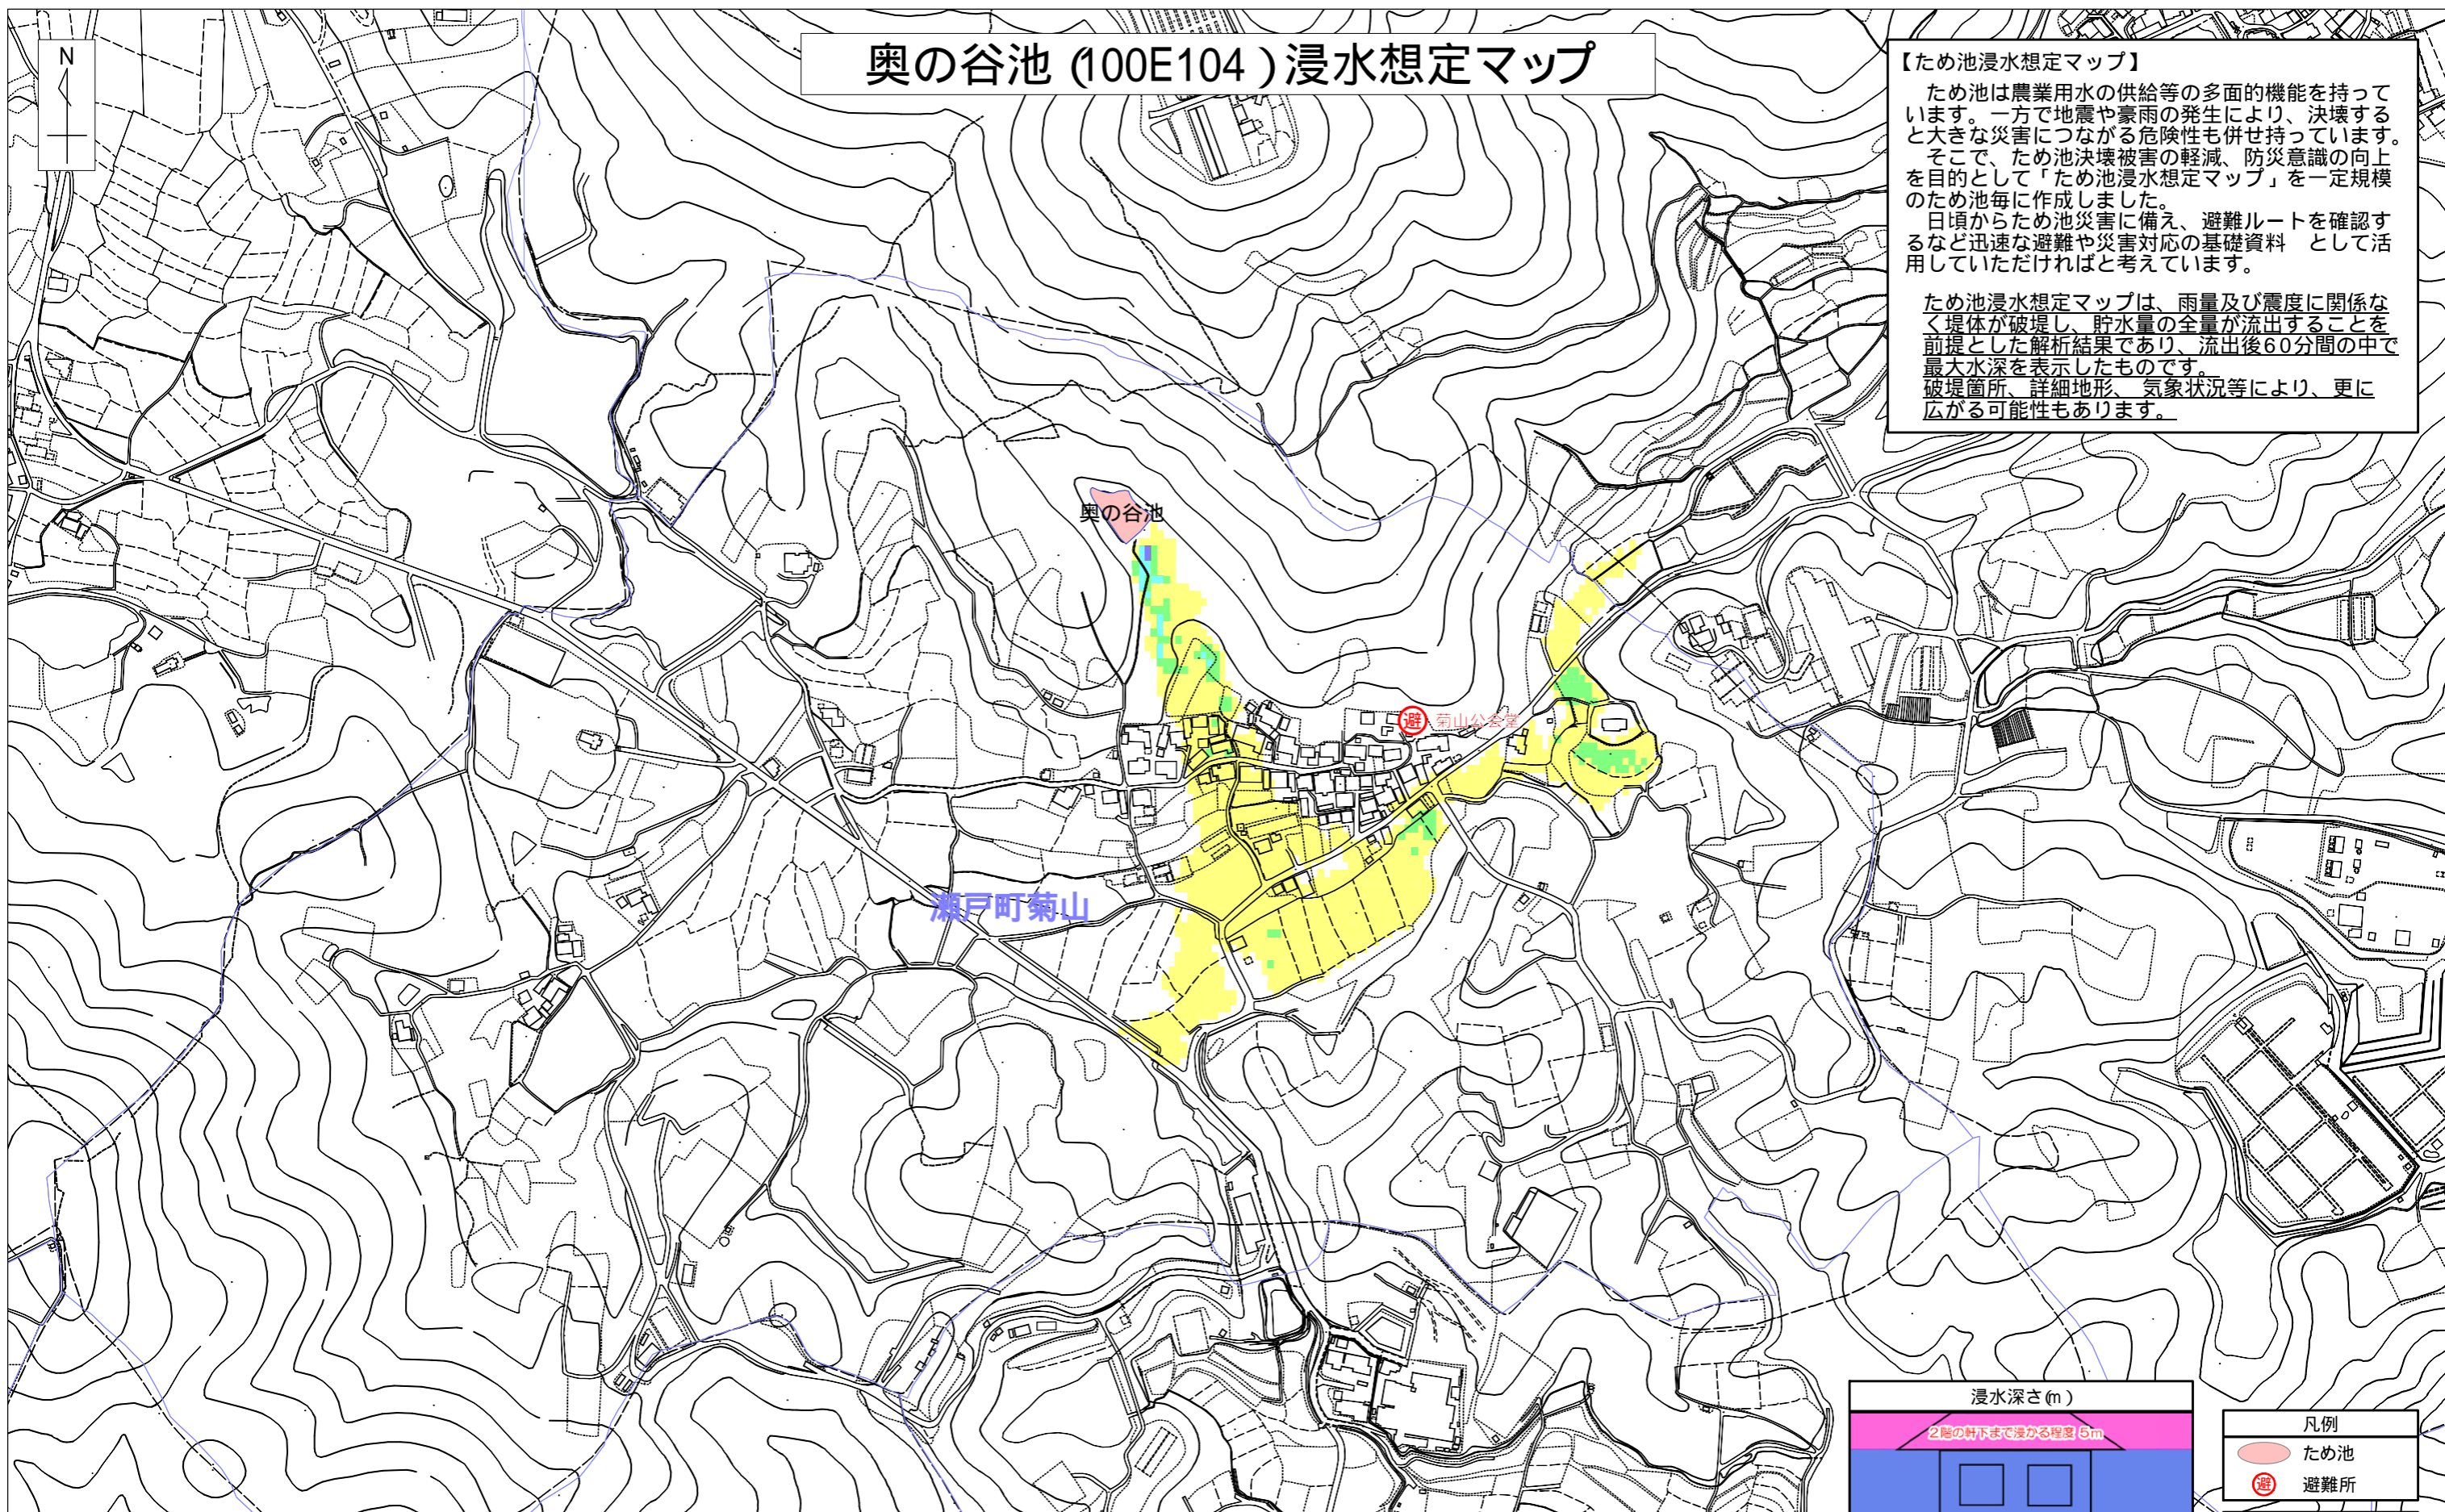 奥の谷池(100E104)浸水想定マップ
N
【ため池浸水想定マップ】
ため池は農業用水の供給等の多面的機能を持って
います。一方で地震や豪雨の発生により、決壊する
と大きな災害につながる危険性も併せ持っています。
そこで、ため池決壊被害の軽減、防災意識の向上
を目的として「ため池浸水想定マップ」を一定規模
のため池毎に作成しました。
日頃からため池災害に備え、避難ルートを確認す
るなど迅速な避難や災害対応の基礎資料 として活
用していただければと考えています。
ため池浸水想定マップは、雨量及び震度に関係な
く堤体が破堤し、貯水量の全量が流出することを
前提とした解析結果であり、流出後60分間の中で
最大水深を表示したものです。
破堤箇所、詳細地形、気象状況等により、更に
広がる可能性もあります。
奥の谷池
避 菊山公会堂
瀬戸町菊山
浸水深さ(m)
2階の軒下まで浸かる程度 5m
凡例
ため池
避 避難所